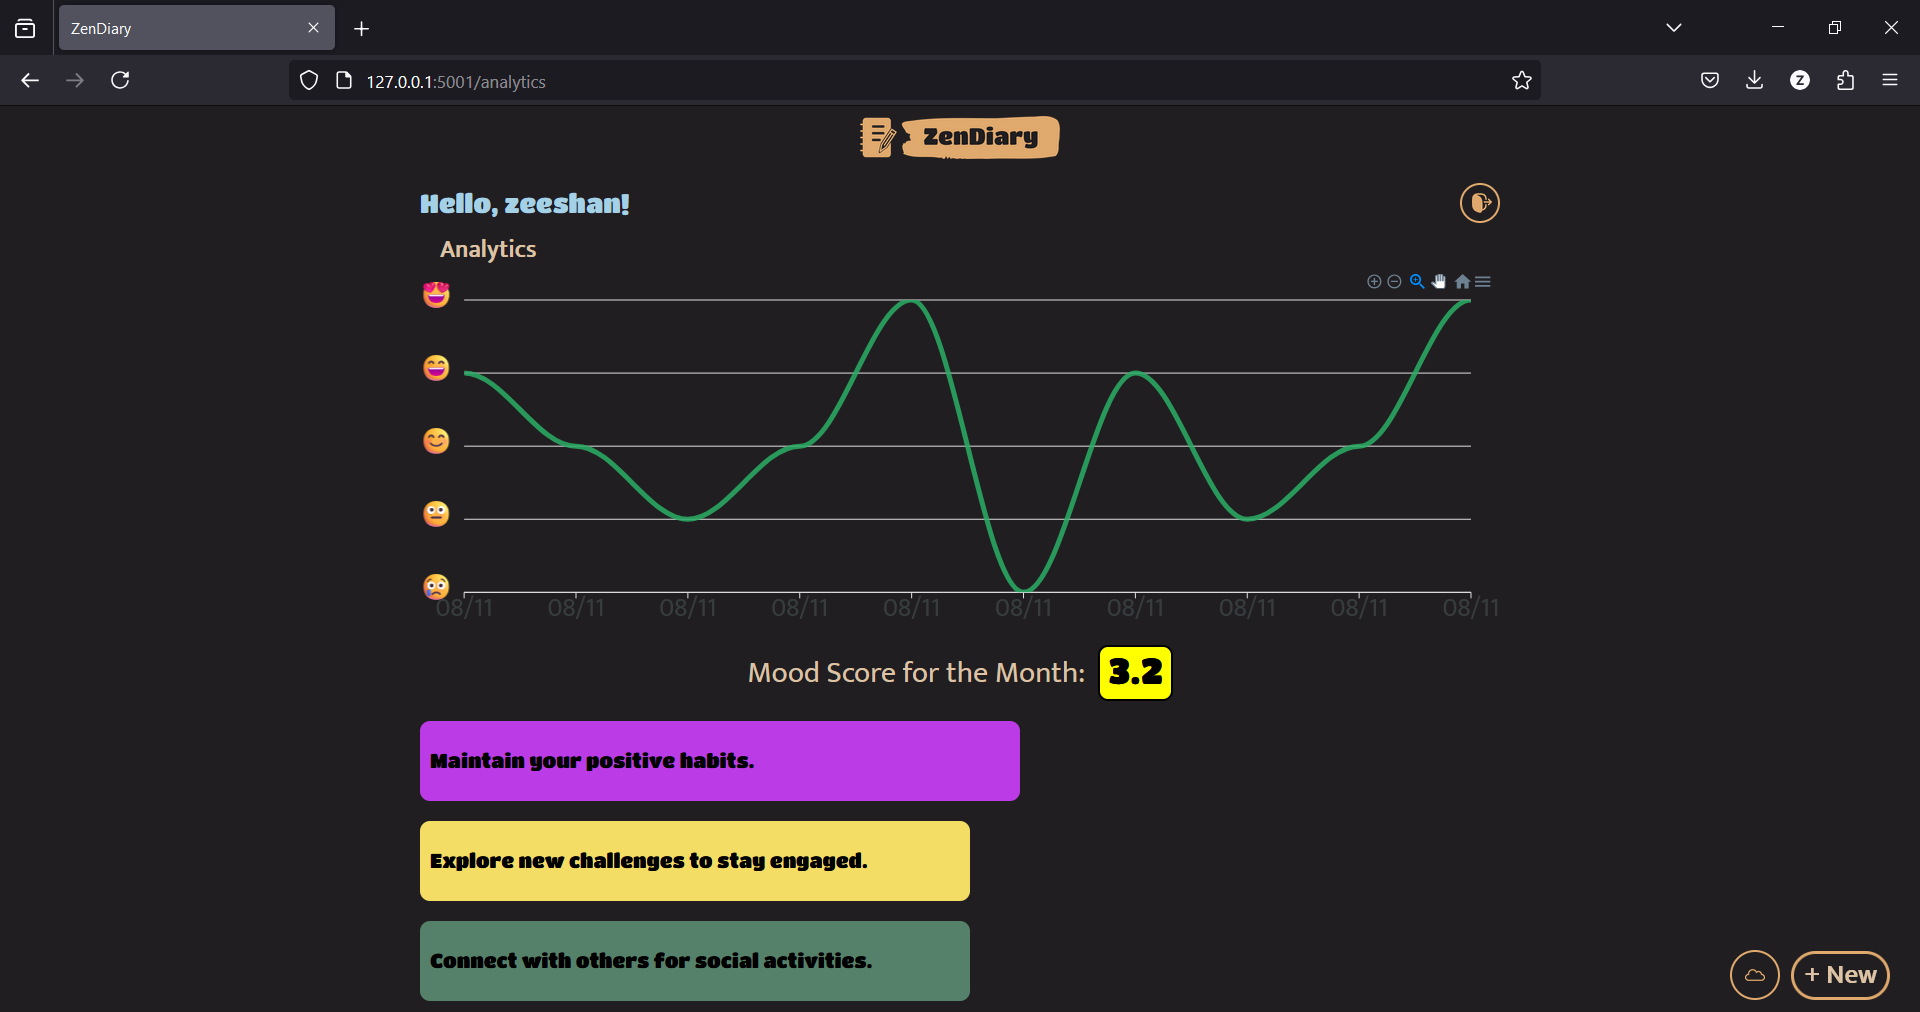 ZenDiary
127.0.0.1:5001/analytics
Z
ZenDiary
Hello, zeeshan!
Analytics
08/11 08/11 08/11 08/11 08/11 08/11 08/11 08/11 08/11 08/11
Mood Score for the Month: 3.2
Maintain your positive habits.
Explore new challenges to stay engaged.
Connect with others for social activities.
+ New